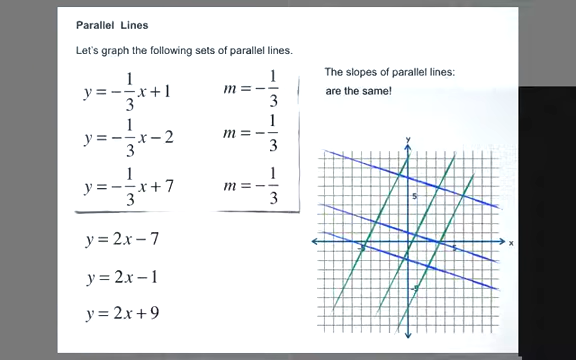 Parallel Lines
Let's graph the following sets of parallel lines.
y = -1/3x + 1    m = -1/3
y = -1/3x - 2    m = -1/3
y = -1/3x + 7    m = -1/3
y = 2x - 7
y = 2x - 1
y = 2x + 9
The slopes of parallel lines:
are the same!
y
5
x
-5
5
-5